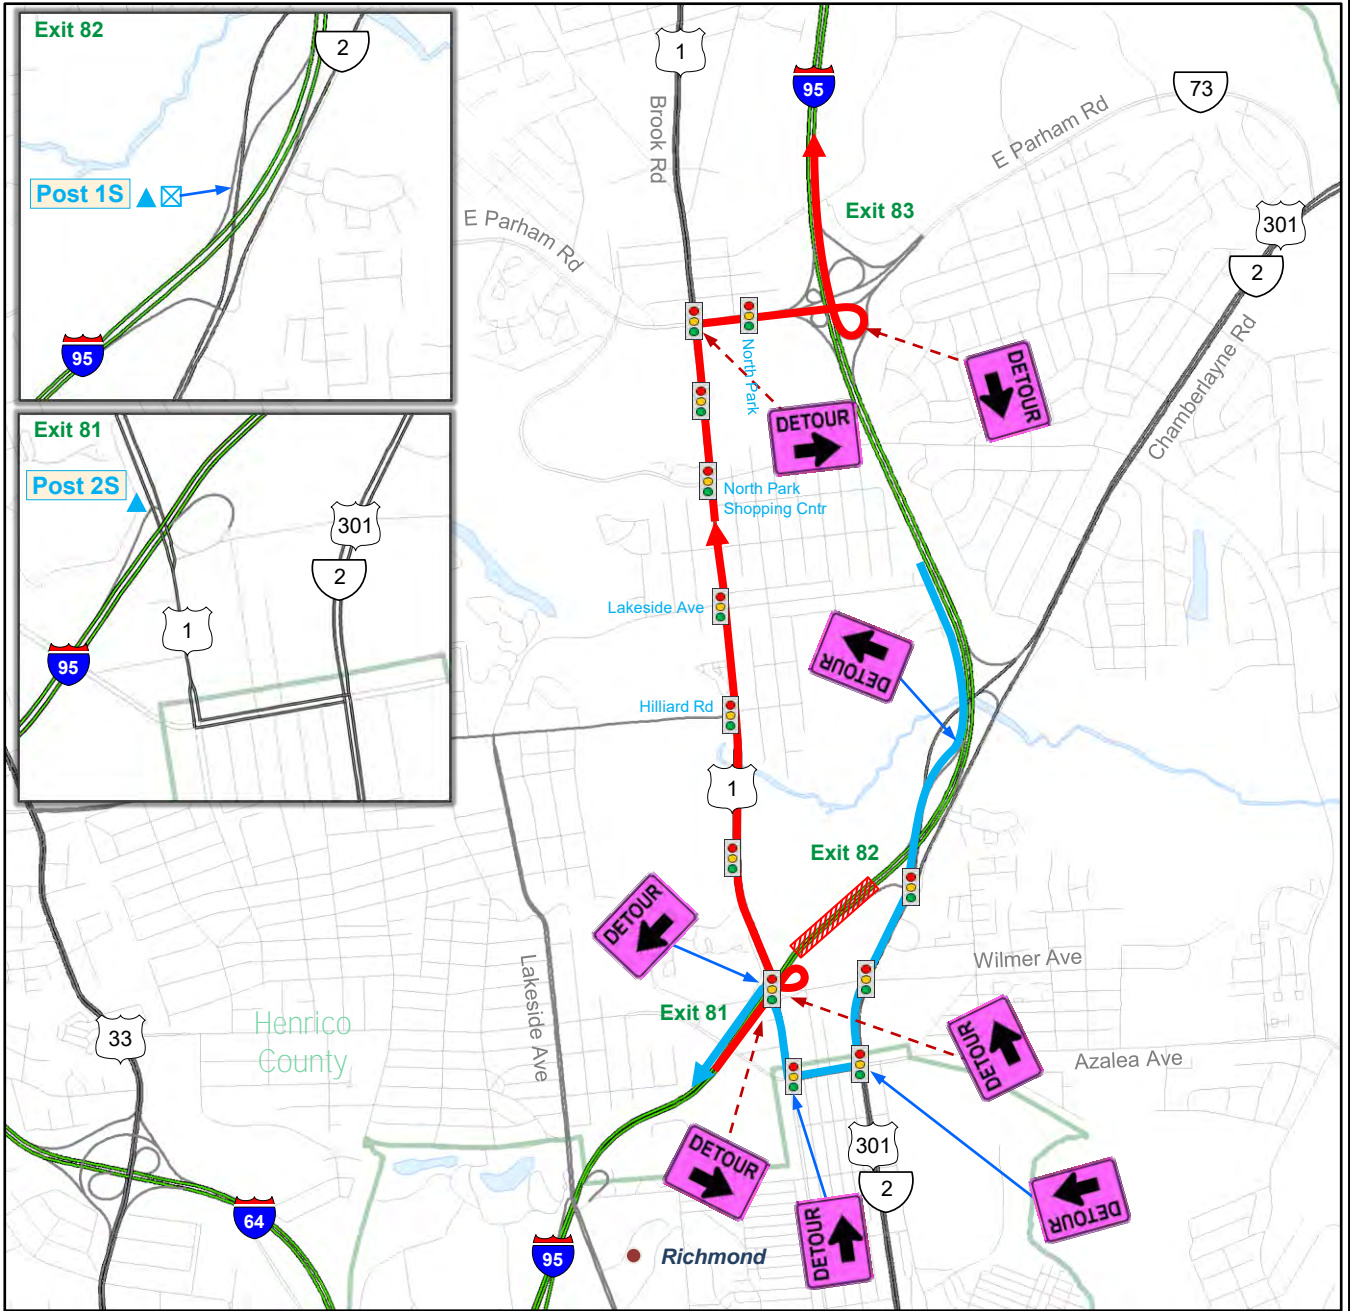 Exit 82
2
Post 1S
95
Exit 81
Post 2S
301
2
1
95
1
Brook Rd
95
73
E Parham Rd
E Parham Rd
Exit 83
301
2
Chamberlayne Rd
North Park
DETOUR
DETOUR
North Park
Shopping Cntr
Lakeside Ave
DETOUR
Hilliard Rd
1
Exit 82
DETOUR
Wilmer Ave
Lakeside Ave
Exit 81
Henrico
County
33
DETOUR
Azalea Ave
DETOUR
301
2
DETOUR
DETOUR
64
95
Richmond